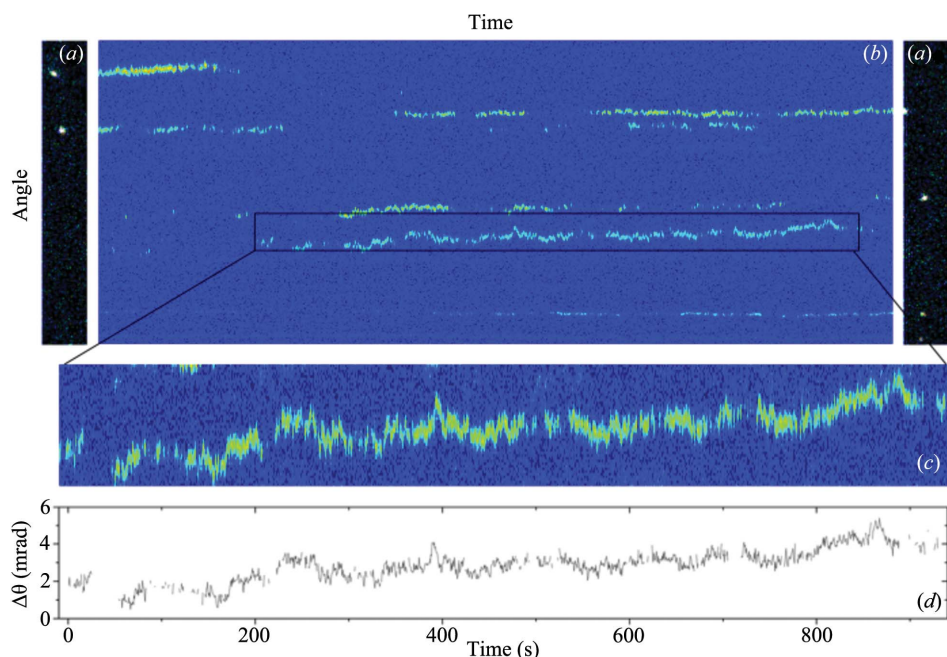 Time
(a)
(b)
(a)
Angle
(c)
6
4
2
0
Δθ (mrad)
(d)
0
200
400
600
800
Time (s)